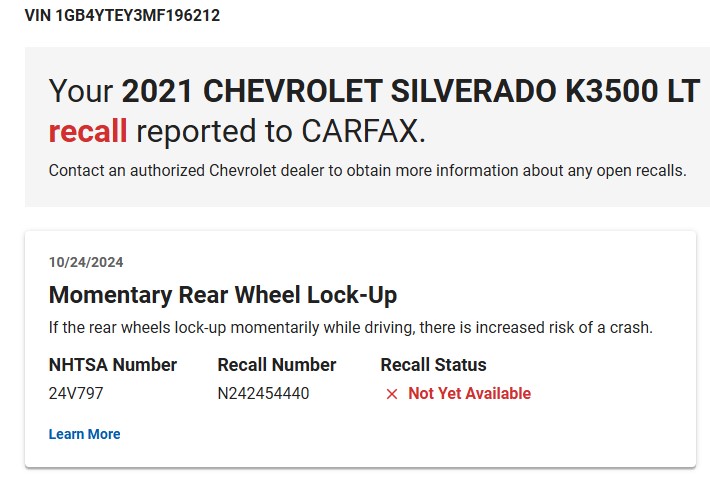 VIN 1GB4YTEY3MF196212
Your 2021 CHEVROLET SILVERADO K3500 LT
recall reported to CARFAX.
Contact an authorized Chevrolet dealer to obtain more information about any open recalls.
10/24/2024
Momentary Rear Wheel Lock-Up
If the rear wheels lock-up momentarily while driving, there is increased risk of a crash.
NHTSA Number Recall Number Recall Status
24V797 N242454440 × Not Yet Available
Learn More